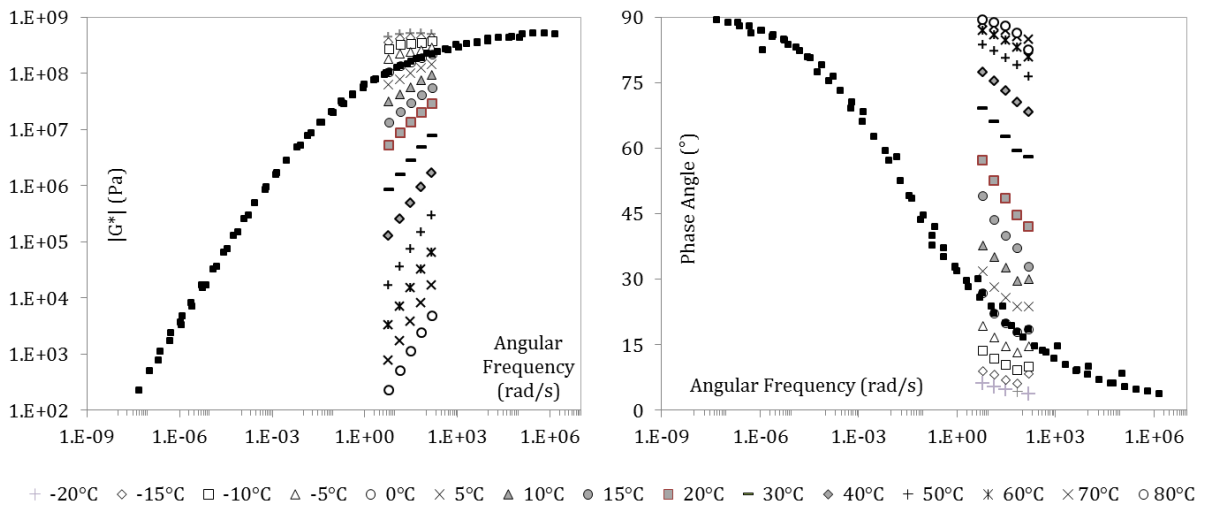 1.E+09
1.E+08
1.E+07
1.E+06
1.E+05
1.E+04
1.E+03
1.E+02
|G*| (Pa)
Angular
Frequency
(rad/s)
1.E-09
1.E-06
1.E-03
1.E+00
1.E+03
1.E+06
90
75
60
45
30
15
0
Phase Angle (°)
Angular Frequency (rad/s)
1.E-09
1.E-06
1.E-03
1.E+00
1.E+03
1.E+06
-20°C -15°C -10°C -5°C 0°C 5°C 10°C 15°C 20°C 30°C 40°C 50°C 60°C 70°C 80°C